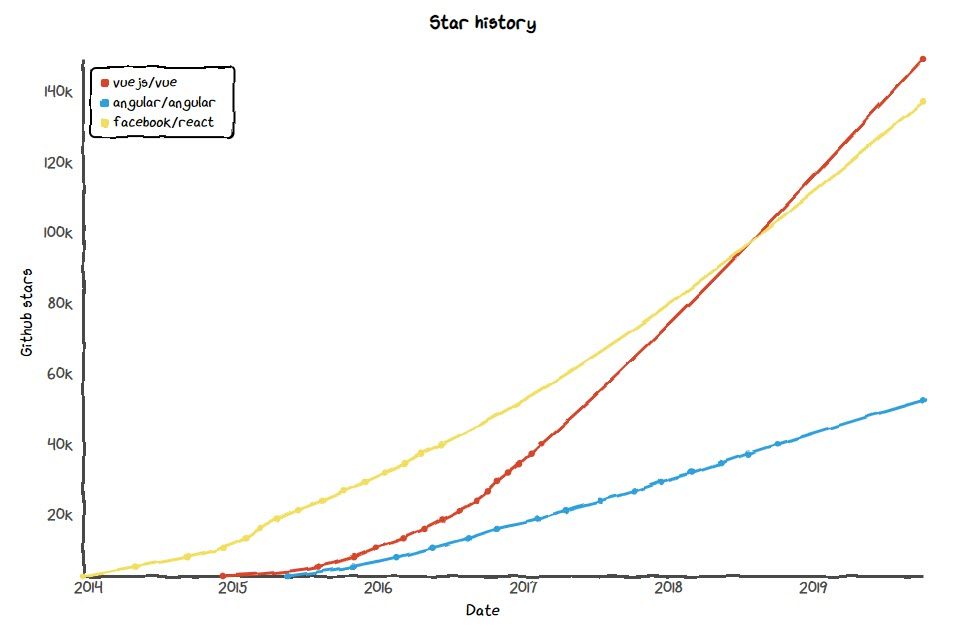 Star history
vuejs/vue
angular/angular
facebook/react
140k
120k
100k
80k
60k
40k
20k
Github stars
2014 2015 2016 2017 2018 2019
Date